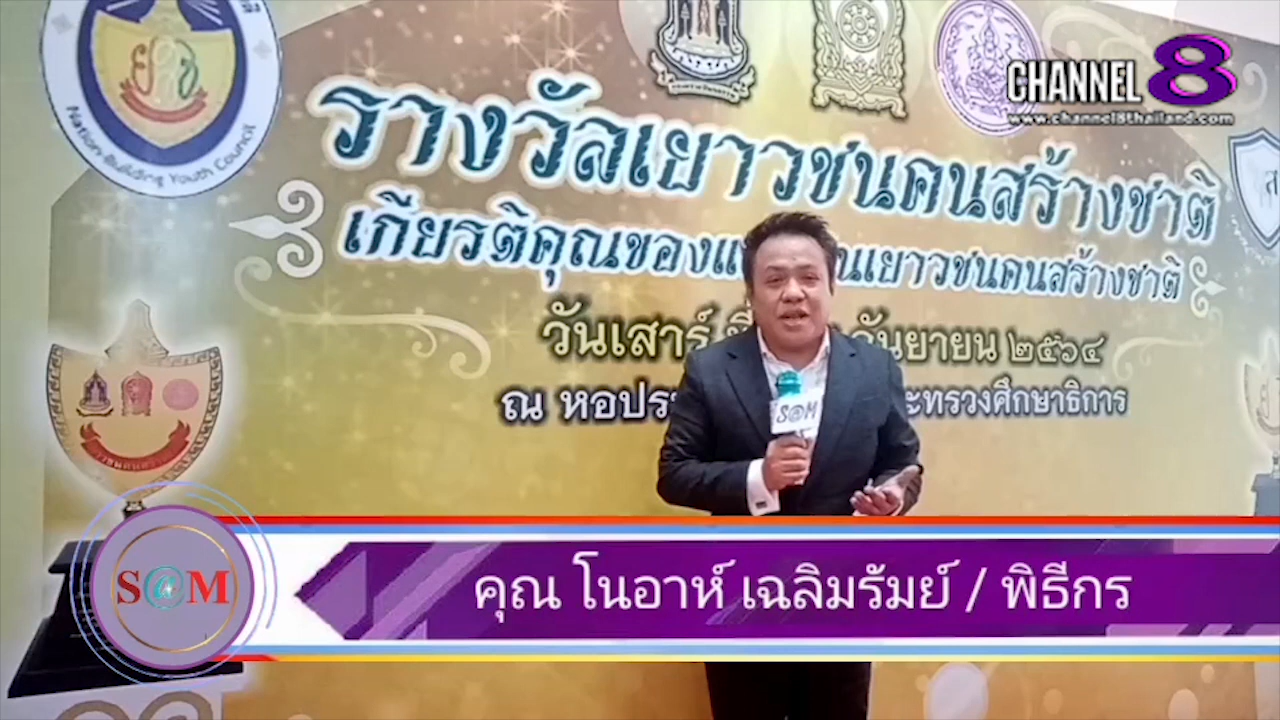 CHANNEL 8
www.channel8thailand.com
Nation-Building Youth Council
รางวัลเยาวชนคนสร้างชาติ
เกียรติคุณของแ
นเยาวชนคนสร้างชาติ
วันเสาร์
กันยายน ๒๕๖๔
ณ หอประ
ะทรวงศึกษาธิการ
S@M
S@M
คุณ โนอาห์ เฉลิมรัมย์ / พิธีกร